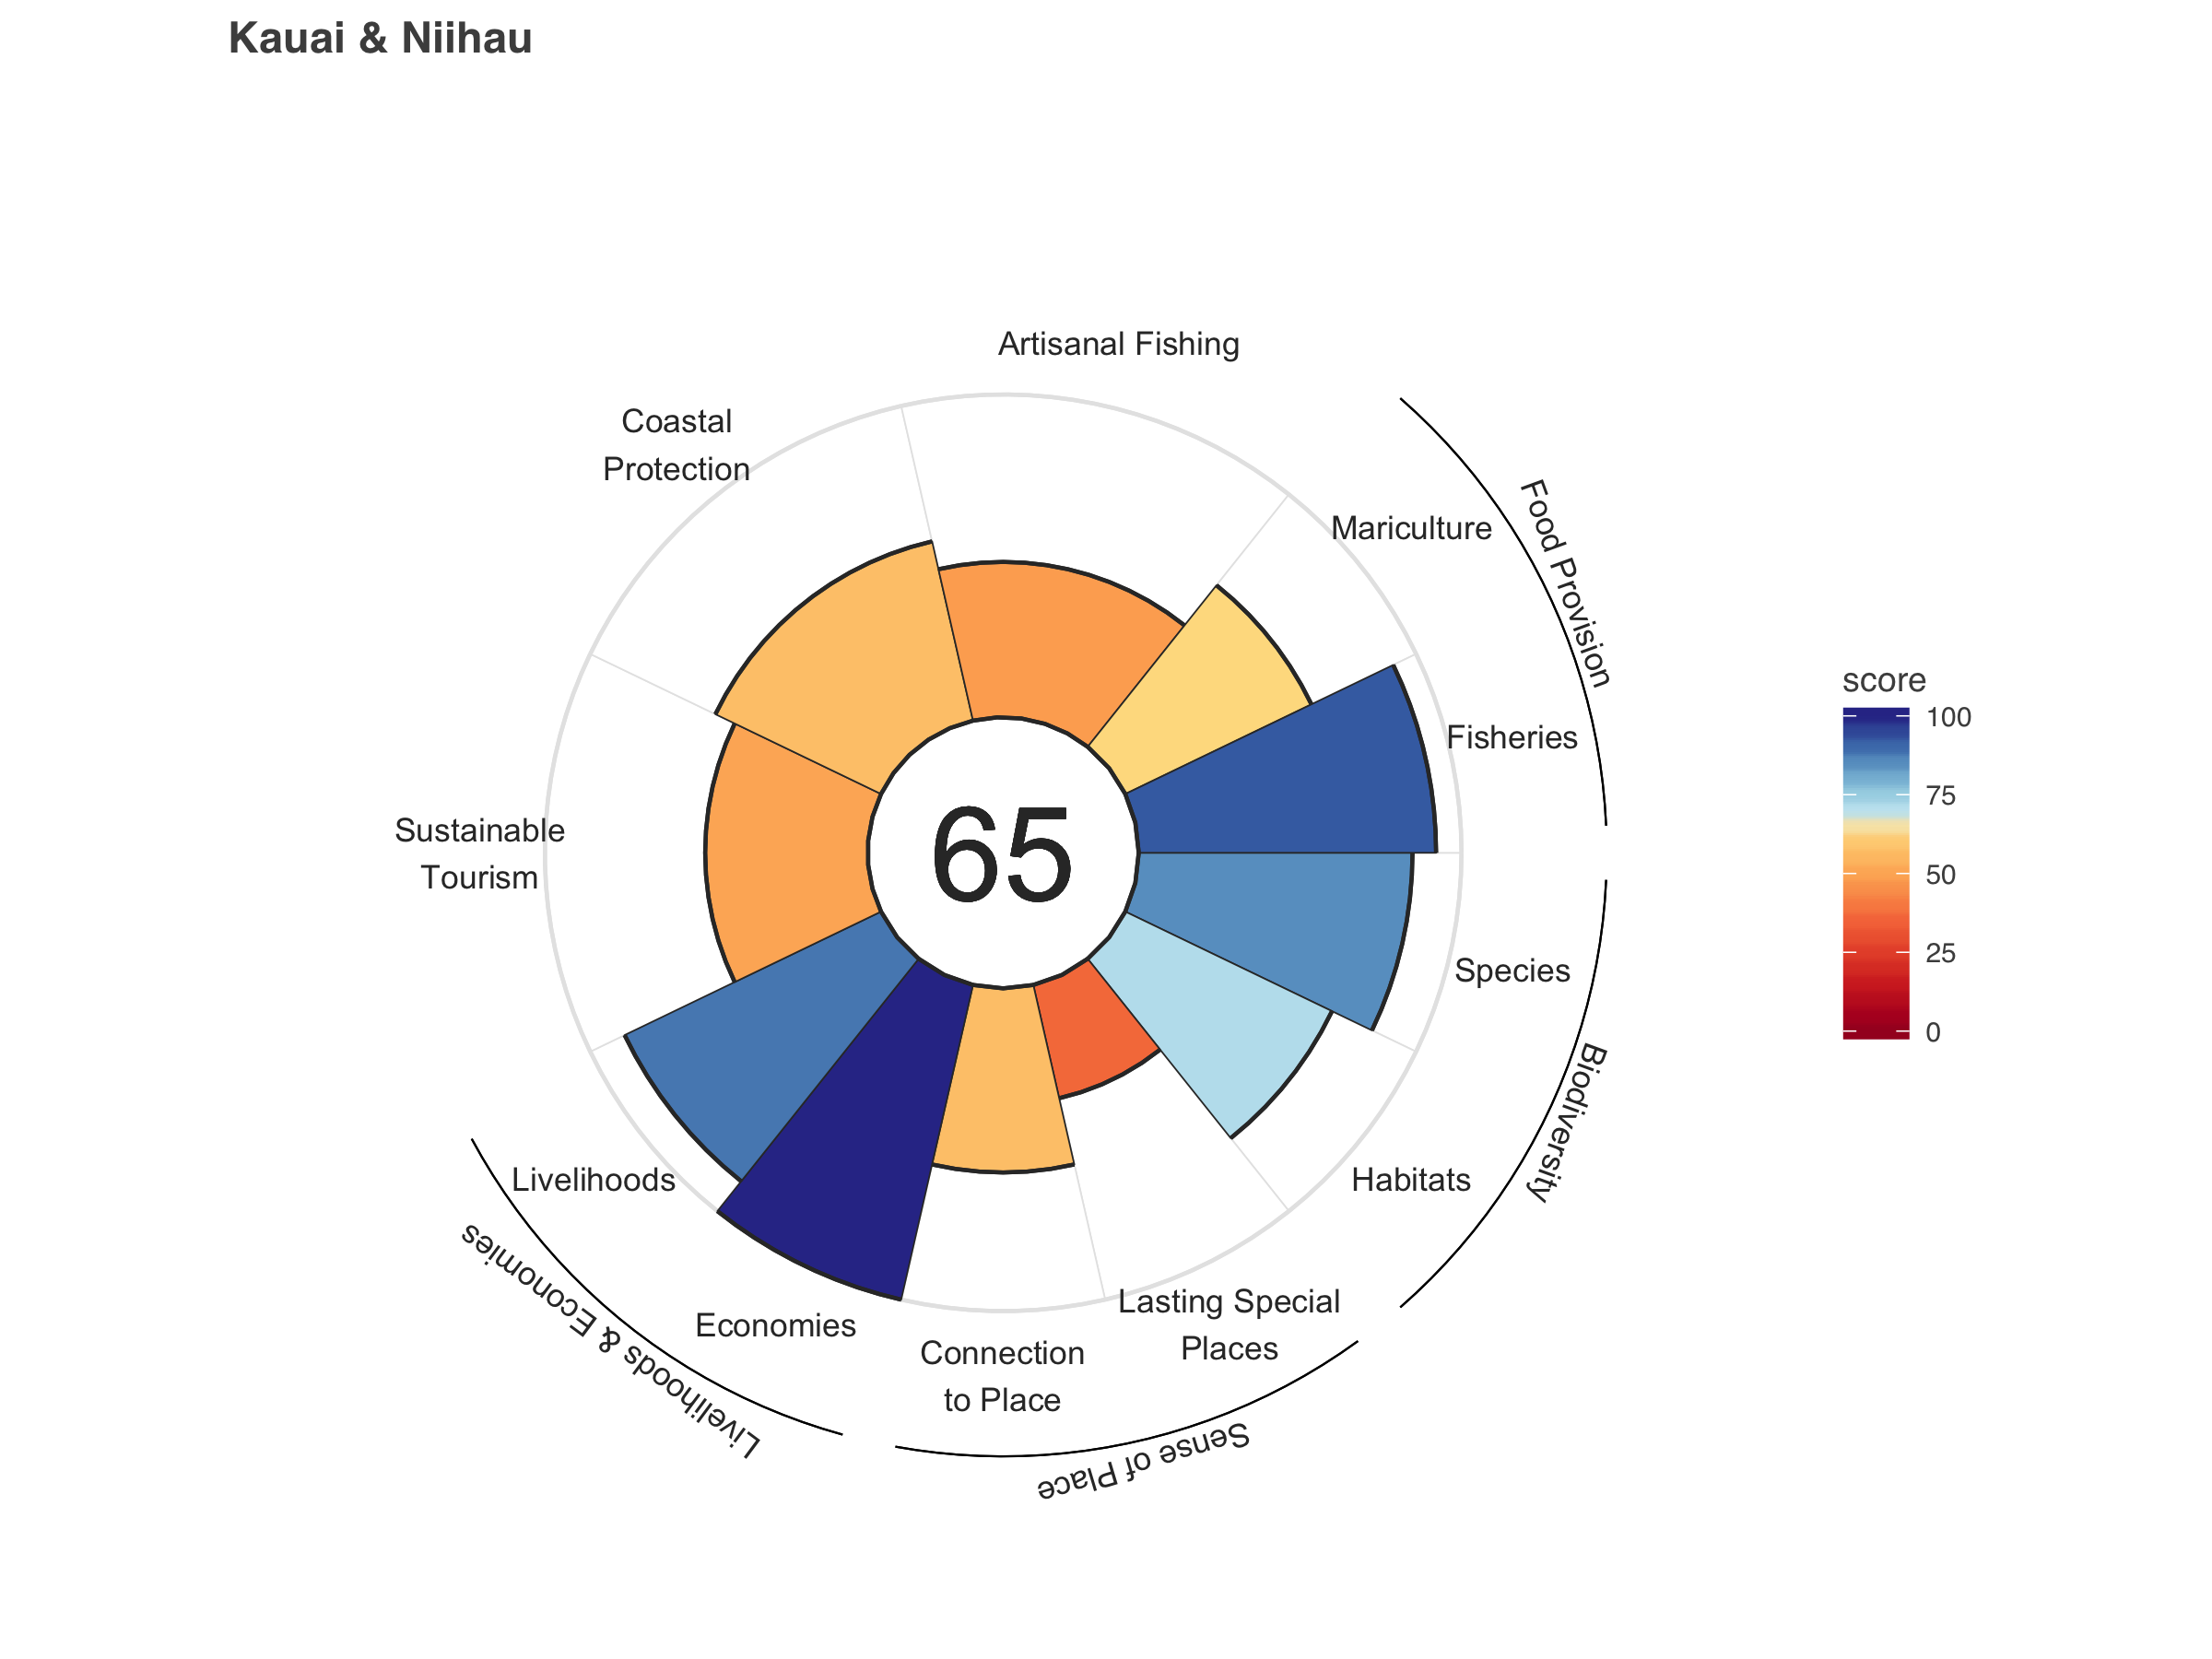 Kauai & Niihau
Artisanal Fishing
Coastal
Protection
Mariculture
Food Provision
Fisheries
Sustainable
Tourism
65
Species
Biodiversity
Habitats
Livelihoods
Livelihoods & Economies
Economies
Connection
to Place
Lasting Special
Places
Sense of Place
score
100
75
50
25
0